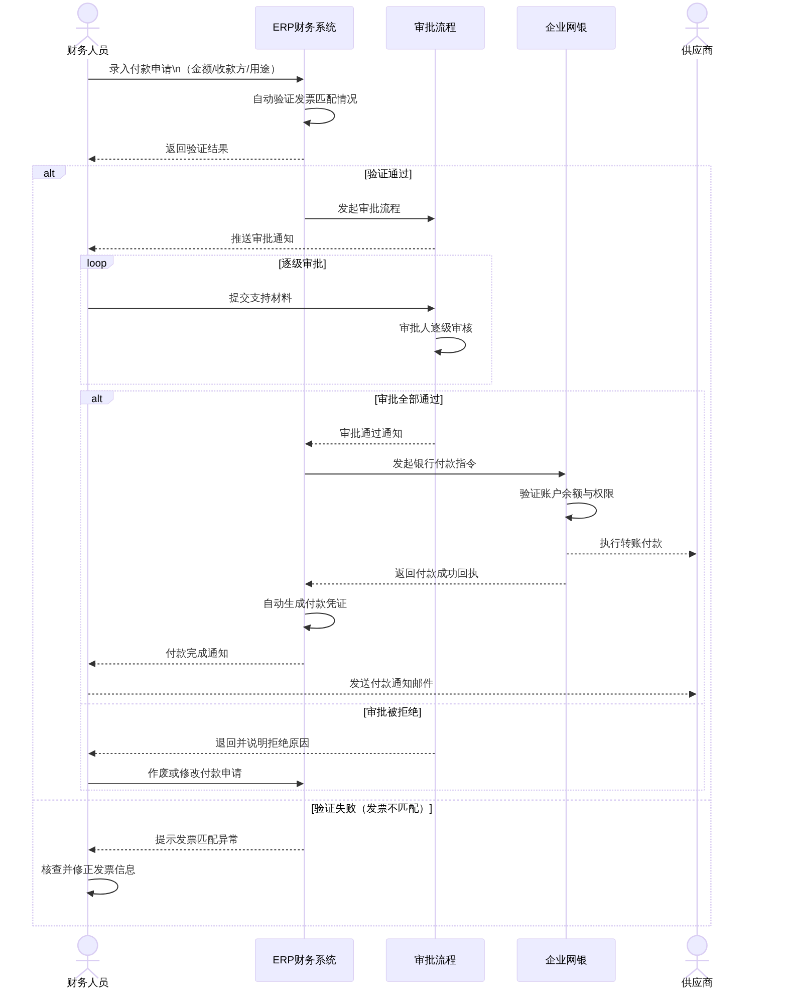 财务人员
ERP财务系统
审批流程
企业网银
供应商
录入付款申请\n（金额/收款方/用途）
自动验证发票匹配情况
返回验证结果
alt
[验证通过]
发起审批流程
推送审批通知
loop
[逐级审批]
提交支持材料
审批人逐级审核
alt
[审批全部通过]
审批通过通知
发起银行付款指令
验证账户余额与权限
执行转账付款
返回付款成功回执
自动生成付款凭证
付款完成通知
发送付款通知邮件
[审批被拒绝]
退回并说明拒绝原因
作废或修改付款申请
[验证失败（发票不匹配）]
提示发票匹配异常
核查并修正发票信息
财务人员
ERP财务系统
审批流程
企业网银
供应商